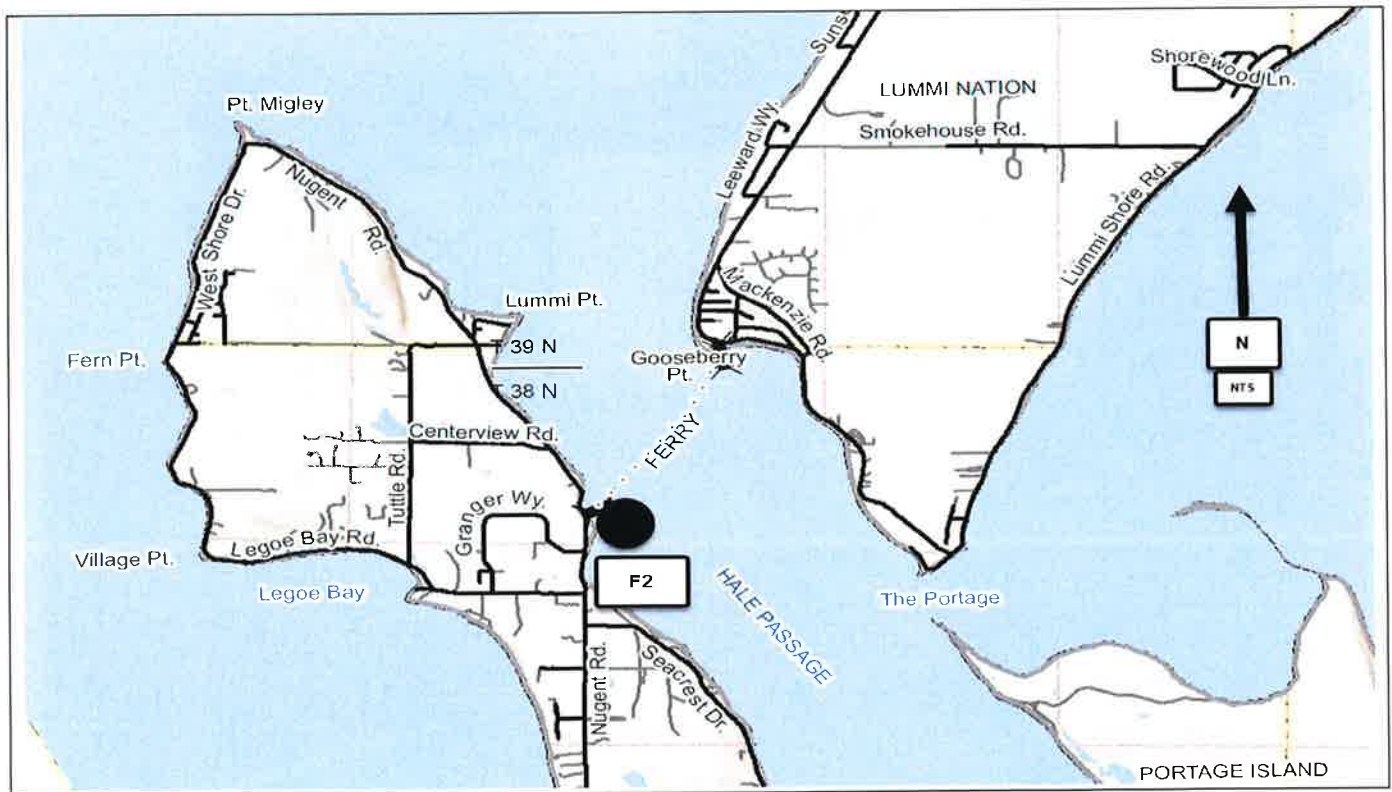 Sunse
Shorewood Ln.
Pt. Migley
LUMMI NATION
Smokehouse Rd.
Leeward Wy.
Nugent Rd.
West Shore Dr.
Lummi Shore Rd.
Mackenzie Rd.
Lummi Pt.
T 39 N
T 38 N
Fern Pt.
Gooseberry
Pt.
N
NTS
Centerview Rd.
FERRY
Tuttle Rd.
Granger Wy.
Legoe Bay Rd.
Village Pt.
F2
Legoe Bay
HALE PASSAGE
The Portage
Nugent Rd.
Seacrest Dr.
PORTAGE ISLAND